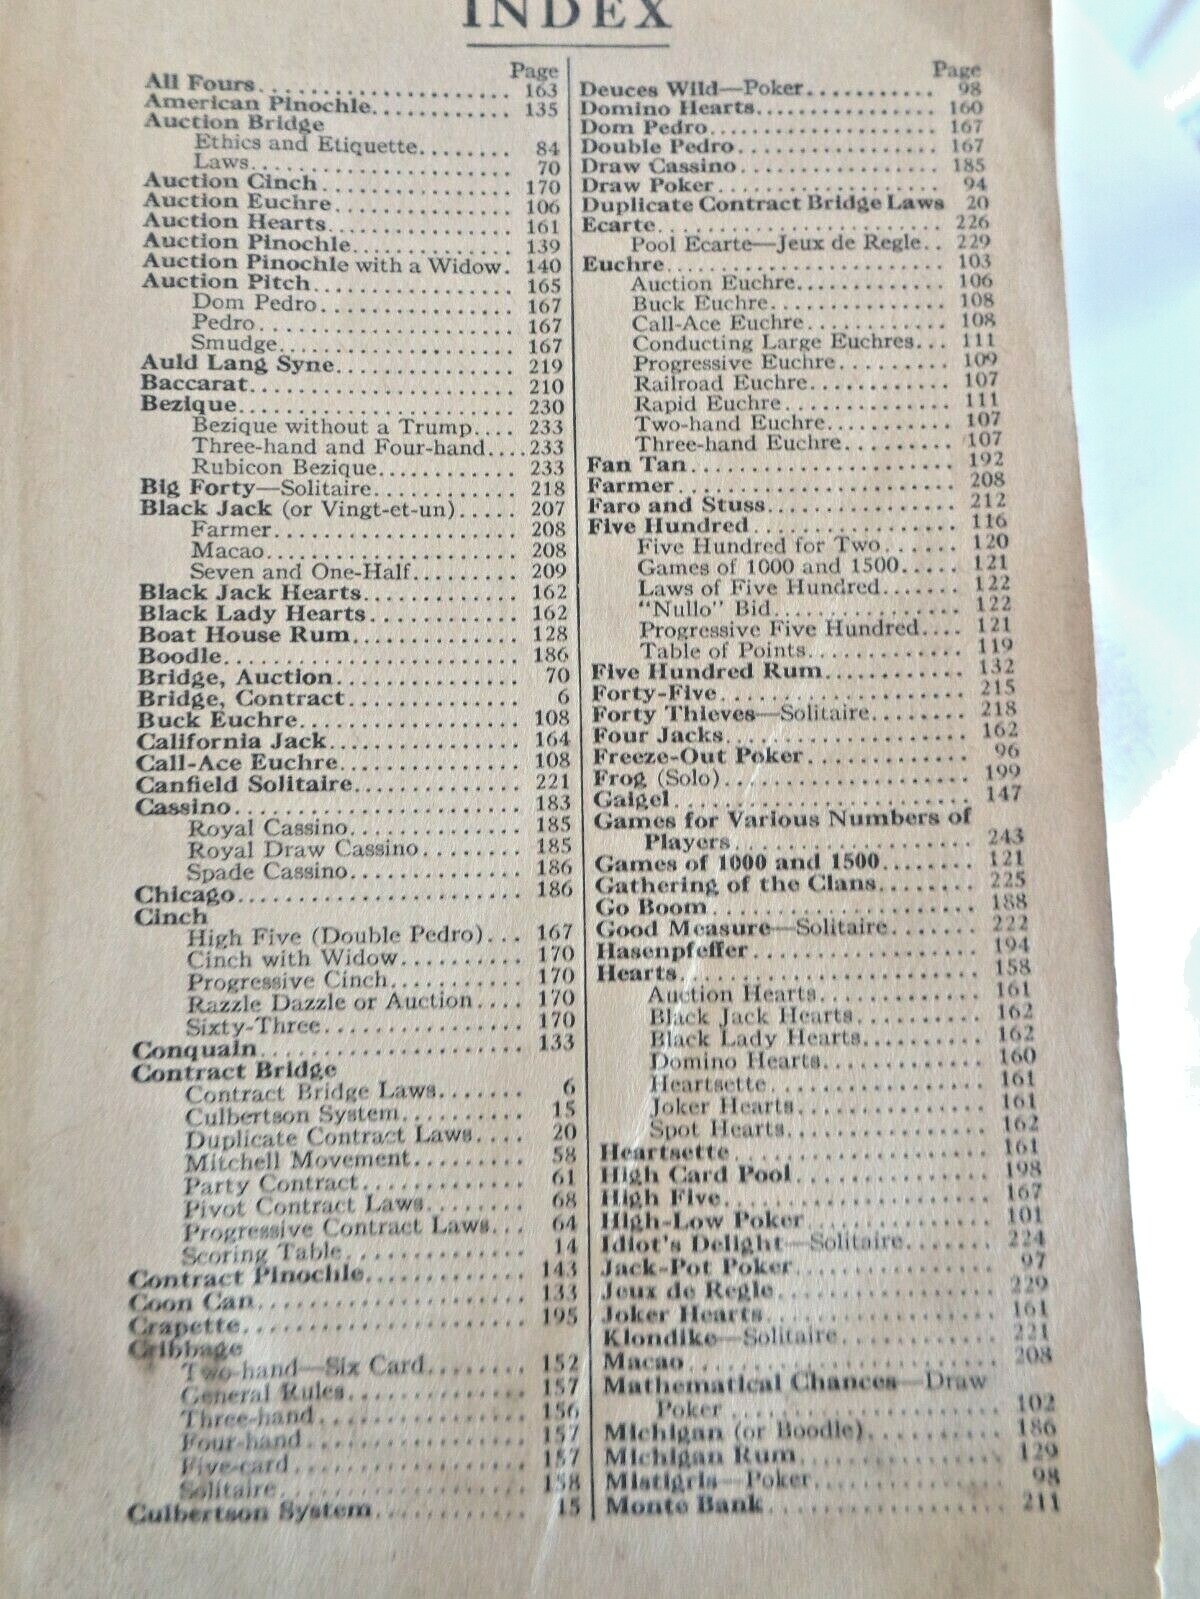 INDEX
Page
All Fours..................... 163
American Pinochle............ 135
Auction Bridge
Ethics and Etiquette........ 84
Laws..................... 70
Auction Cinch................ 170
Auction Euchre............... 106
Auction Hearts............... 161
Auction Pinochle............. 139
Auction Pinochle with a Widow. 140
Auction Pitch................ 165
Dom Pedro................ 167
Pedro.................... 167
Smudge................... 167
Auld Lang Syne............... 219
Baccarat..................... 210
Bezique...................... 230
Bezique without a Trump.... 233
Three-hand and Four-hand.... 233
Rubicon Bezique........... 233
Big Forty—Solitaire........... 218
Black Jack (or Vingt-et-un)..... 207
Farmer................... 208
Macao.................... 208
Seven and One-Half......... 209
Black Jack Hearts............ 162
Black Lady Hearts............ 162
Boat House Rum.............. 128
Boodle....................... 186
Bridge, Auction.............. 70
Bridge, Contract............. 6
Buck Euchre.................. 108
California Jack.............. 164
Call-Ace Euchre.............. 108
Canfield Solitaire............ 221
Cassino...................... 183
Royal Cassino............. 185
Royal Draw Cassino........ 185
Spade Cassino............. 186
Chicago...................... 186
Cinch
High Five (Double Pedro)... 167
Cinch with Widow.......... 170
Progressive Cinch.......... 170
Razzle Dazzle or Auction.... 170
Sixty-Three............... 170
Conquain..................... 133
Contract Bridge
Contract Bridge Laws....... 6
Culbertson System.......... 15
Duplicate Contract Laws.... 20
Mitchell Movement......... 58
Party Contract............. 61
Pivot Contract Laws........ 68
Progressive Contract Laws... 64
Scoring Table.............. 14
Contract Pinochle............. 143
Coon Can..................... 133
Crapette...................... 195
Cribbage
Two-hand—Six Card........ 152
General Rules.............. 157
Three-hand................ 156
Four-hand................. 157
Five-card.................. 157
Solitaire................... 158
Culbertson System............ 15
Page
Deuces Wild—Poker........... 98
Domino Hearts............... 160
Dom Pedro................... 167
Double Pedro................. 167
Draw Cassino................. 185
Draw Poker................... 94
Duplicate Contract Bridge Laws 20
Ecarte....................... 226
Pool Ecarte—Jeux de Regle.. 229
Euchre....................... 103
Auction Euchre............ 106
Buck Euchre.............. 108
Call-Ace Euchre........... 108
Conducting Large Euchres... 111
Progressive Euchre......... 109
Railroad Euchre........... 107
Rapid Euchre............. 111
Two-hand Euchre.......... 107
Three-hand Euchre......... 107
Fan Tan...................... 192
Farmer....................... 208
Faro and Stuss............... 212
Five Hundred................. 116
Five Hundred for Two...... 120
Games of 1000 and 1500..... 121
Laws of Five Hundred....... 122
"Nullo" Bid............... 122
Progressive Five Hundred.... 121
Table of Points............ 119
Five Hundred Rum............ 132
Forty-Five................... 215
Forty Thieves—Solitaire........ 218
Four Jacks................... 162
Freeze-Out Poker............. 96
Frog (Solo)................... 199
Gaigel....................... 147
Games for Various Numbers of
Players................... 243
Games of 1000 and 1500........ 121
Gathering of the Clans........ 225
Go Boom..................... 188
Good Measure—Solitaire....... 222
Hasenpfeffer.................. 194
Hearts....................... 158
Auction Hearts............ 161
Black Jack Hearts.......... 162
Black Lady Hearts.......... 162
Domino Hearts............ 160
Heartsette................ 161
Joker Hearts.............. 161
Spot Hearts............... 162
Heartsette.................... 161
High Card Pool............... 198
High Five.................... 167
High-Low Poker.............. 101
Idiot's Delight—Solitaire....... 224
Jack-Pot Poker............... 97
Jeux de Regle................. 229
Joker Hearts.................. 161
Klondike—Solitaire............ 221
Macao........................ 208
Mathematical Chances—Draw
Poker.................... 102
Michigan (or Boodle).......... 186
Michigan Rum................ 129
Mistigris—Poker.............. 98
Monte Bank.................. 211